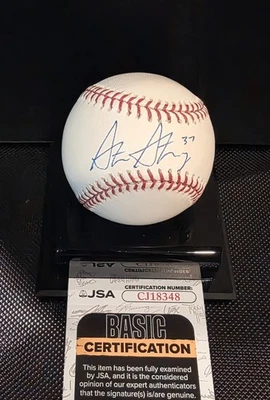 37
JSA CERTIFICATION NUMBER
CJ18348
BASIC
CERTIFICATION
This item has been fully examined
by JSA, and it is the considered
opinion of our expert authenticators
that the signature(s) is/are genuine.